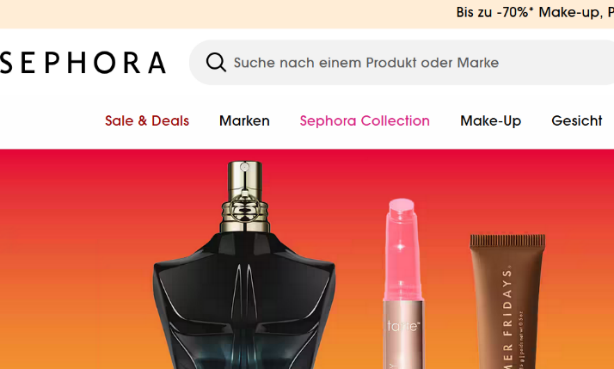 Bis zu -70%* Make-up, P
SEPHORA
Suche nach einem Produkt oder Marke
Sale & Deals Marken Sephora Collection Make-Up Gesicht
MER FRIDAYS.